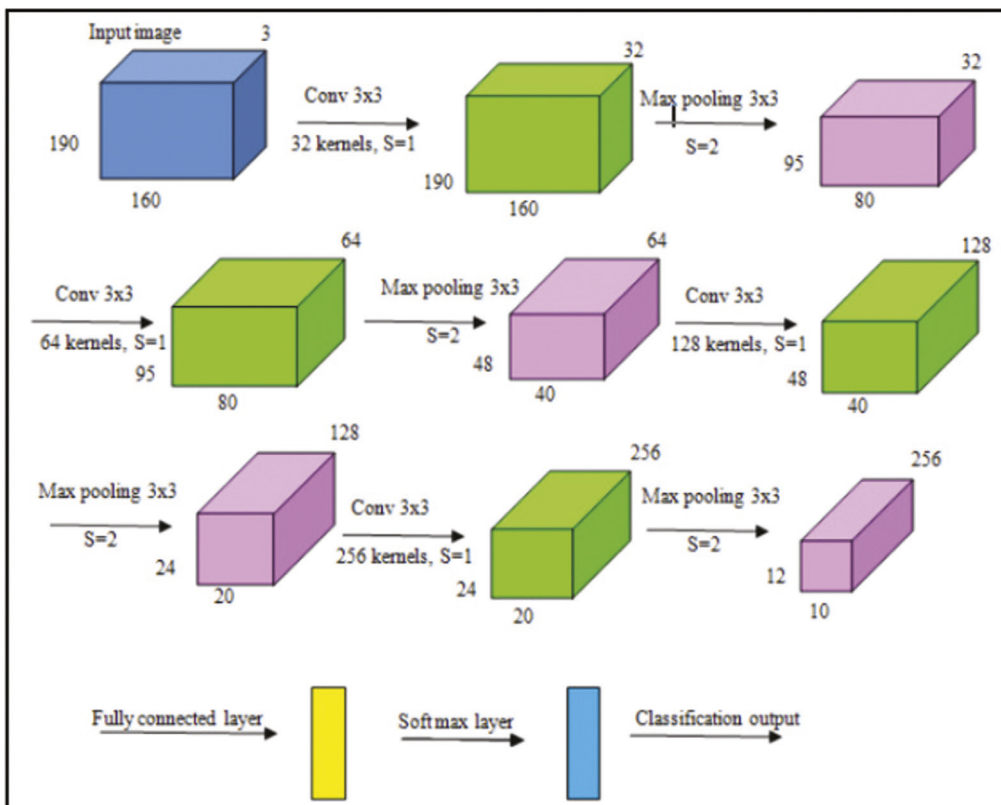 Input image
3
190
160
Conv 3x3
32 kernels, S=1
32
190
160
Max pooling 3x3
S=2
32
95
80
Conv 3x3
64 kernels, S=1
64
95
80
Max pooling 3x3
S=2
64
48
40
Conv 3x3
128 kernels, S=1
128
48
40
Max pooling 3x3
S=2
128
24
20
Conv 3x3
256 kernels, S=1
256
24
20
Max pooling 3x3
S=2
256
12
10
Fully connected layer
Softmax layer
Classification output